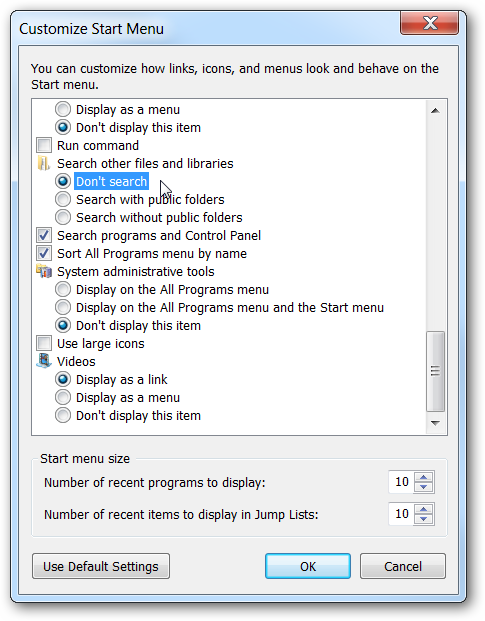 Customize Start Menu
You can customize how links, icons, and menus look and behave on the
Start menu.
Display as a menu
Don't display this item
Run command
Search other files and libraries
Don't search
Search with public folders
Search without public folders
Search programs and Control Panel
Sort All Programs menu by name
System administrative tools
Display on the All Programs menu
Display on the All Programs menu and the Start menu
Don't display this item
Use large icons
Videos
Display as a link
Display as a menu
Don't display this item
Start menu size
Number of recent programs to display: 10
Number of recent items to display in Jump Lists: 10
Use Default Settings OK Cancel